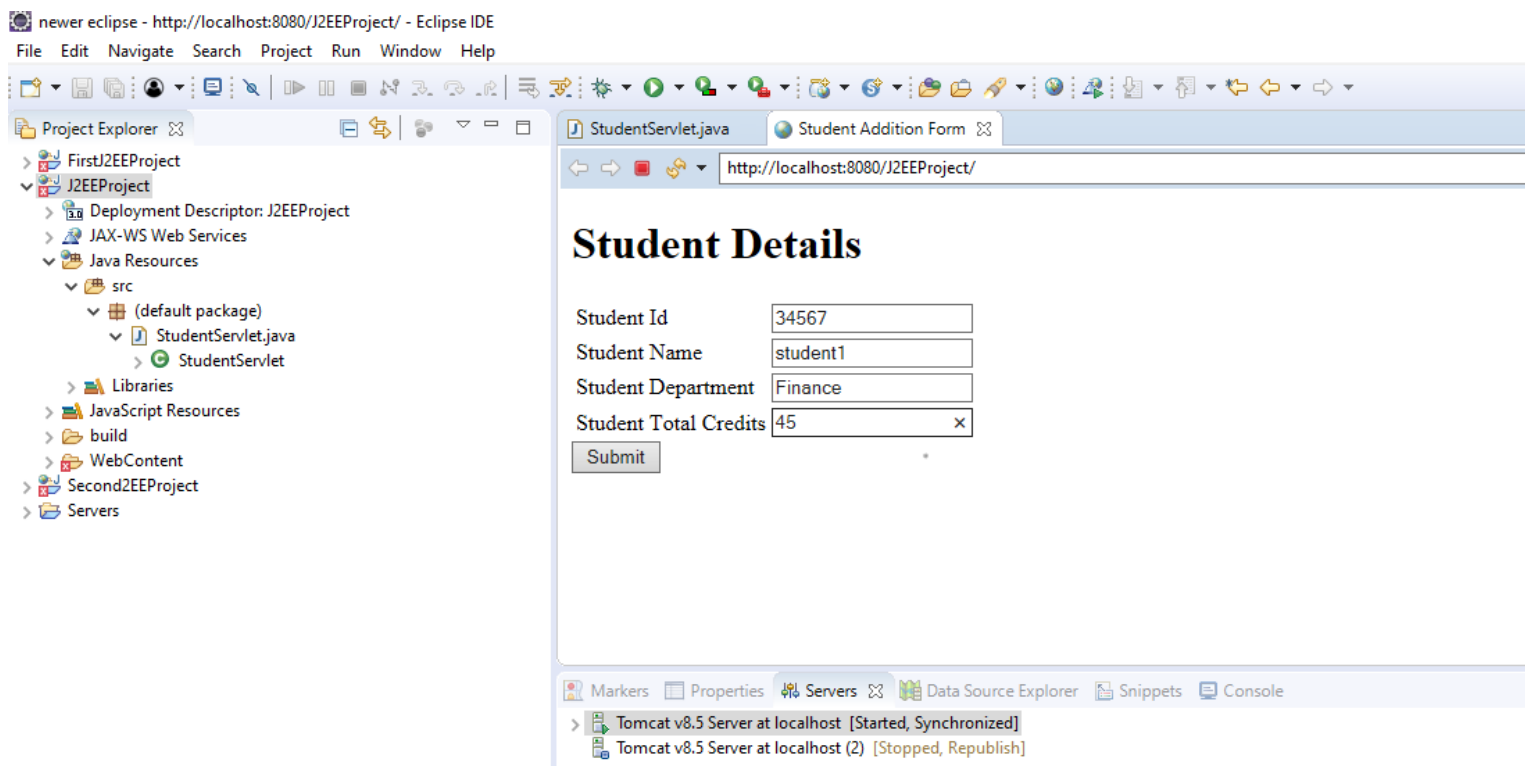 newer eclipse - http://localhost:8080/J2EEProject/ - Eclipse IDE
File Edit Navigate Search Project Run Window Help
Project Explorer
FirstJ2EEProject
J2EEProject
Deployment Descriptor: J2EEProject
JAX-WS Web Services
Java Resources
src
(default package)
StudentServlet.java
StudentServlet
Libraries
JavaScript Resources
build
WebContent
Second2EEProject
Servers
StudentServlet.java Student Addition Form
http://localhost:8080/J2EEProject/
Student Details
Student Id 34567
Student Name student1
Student Department Finance
Student Total Credits 45
Submit
Markers Properties Servers Data Source Explorer Snippets Console
Tomcat v8.5 Server at localhost [Started, Synchronized]
Tomcat v8.5 Server at localhost (2) [Stopped, Republish]